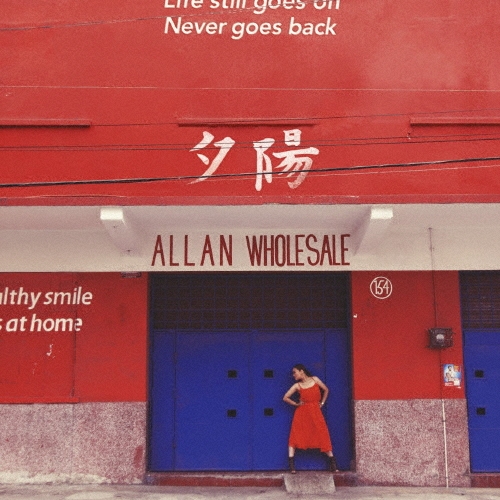 Life still goes on
Never goes back
夕陽
ALLAN WHOLESALE
154
althy smile
s at home